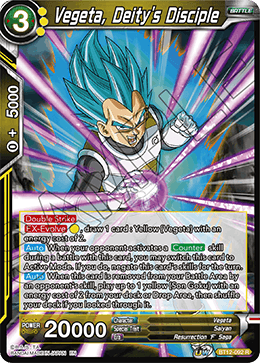 3
Vegeta, Deity's Disciple
BATTLE
0 + 5000
Double Strike
EX-Evolve , draw 1 card: Yellow [Vegeta] with an
energy cost of 2.
Auto When your opponent activates a Counter skill
during a battle with this card, you may switch this card to
Active Mode. If you do, negate this card's skills for the turn.
Auto When this card is removed from your Battle Area by
an opponent's card skill, play up to 1 yellow [Son Goku] with an
energy cost of 2 from your deck or Drop Area, then shuffle
your deck if you looked through it.
POWER
20000
Character
Vegeta
Special Trait
Saiyan
BT12-092 R